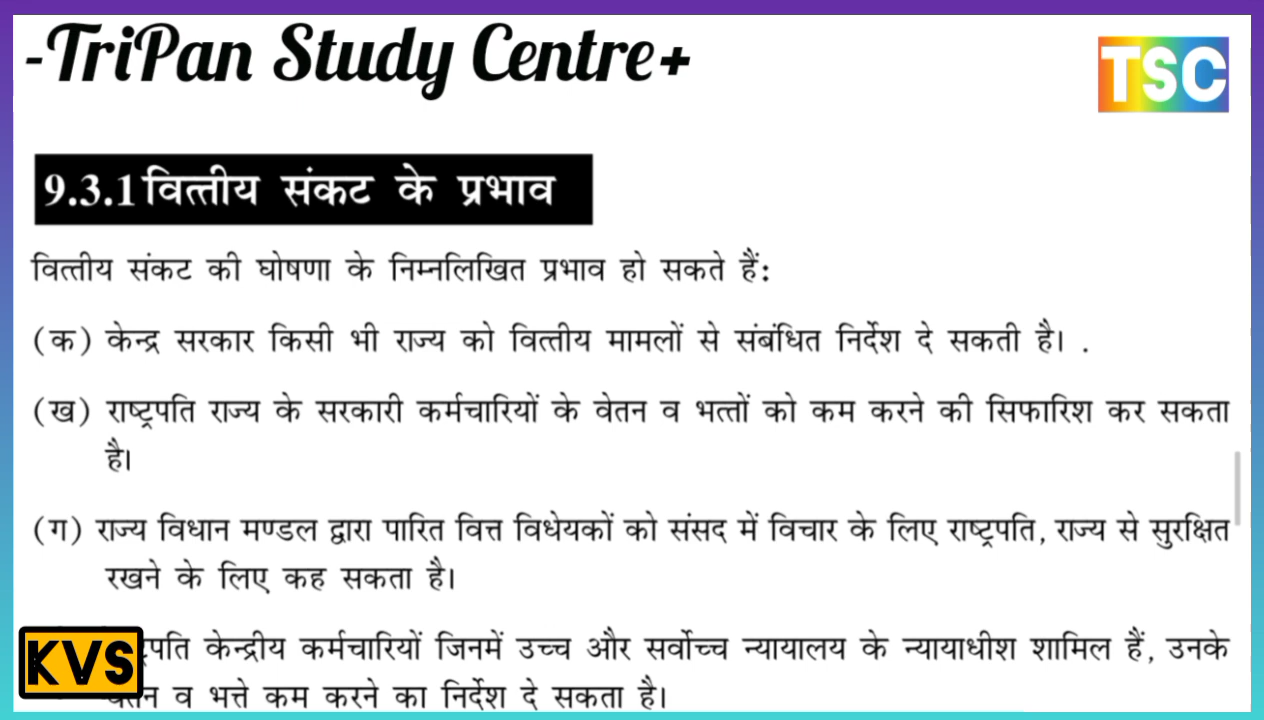 -TriPan Study Centre+
TSC
9.3.1 वित्तीय संकट के प्रभाव
वित्तीय संकट की घोषणा के निम्नलिखित प्रभाव हो सकते हैं:
(क) केन्द्र सरकार किसी भी राज्य को वित्तीय मामलों से संबंधित निर्देश दे सकती है। .
(ख) राष्ट्रपति राज्य के सरकारी कर्मचारियों के वेतन व भत्तों को कम करने की सिफारिश कर सकता
है।
(ग) राज्य विधान मण्डल द्वारा पारित वित्त विधेयकों को संसद में विचार के लिए राष्ट्रपति, राज्य से सुरक्षित
रखने के लिए कह सकता है।
केन्द्रीय कर्मचारियों जिनमें उच्च और सर्वोच्च न्यायालय के न्यायाधीश शामिल हैं, उनके
व भत्ते कम करने का निर्देश दे सकता है।
KVS